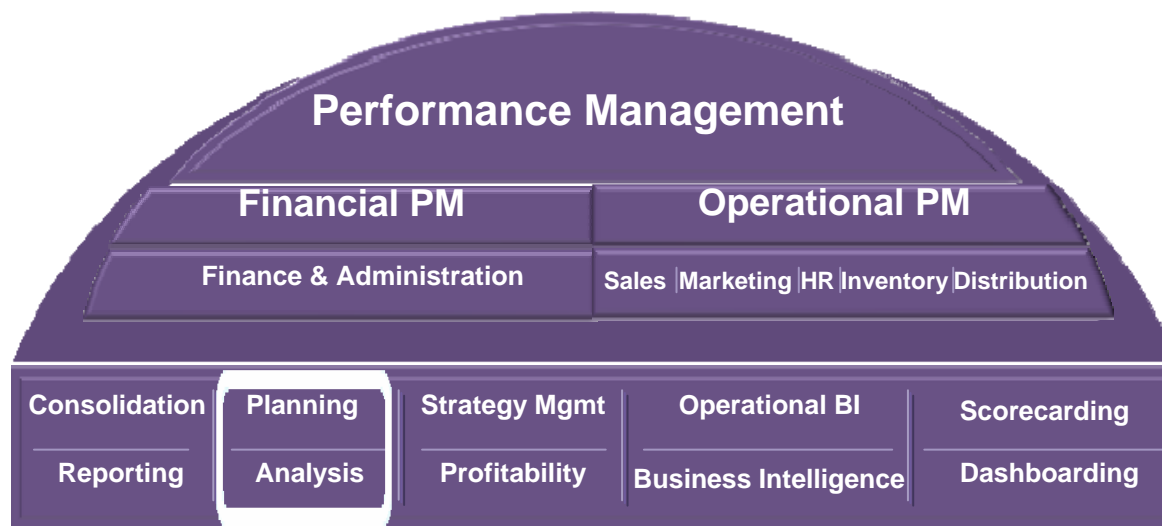 Performance Management
Financial PM
Operational PM
Finance & Administration
Sales |Marketing|HR|Inventory|Distribution
Consolidation
Planning
Strategy Mgmt
Operational BI
Scorecarding
Reporting
Analysis
Profitability
Business Intelligence
Dashboarding